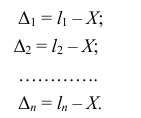 Δ₁ = l₁ – X;
Δ₂ = l₂ – X;
………….
Δₙ = lₙ – X.